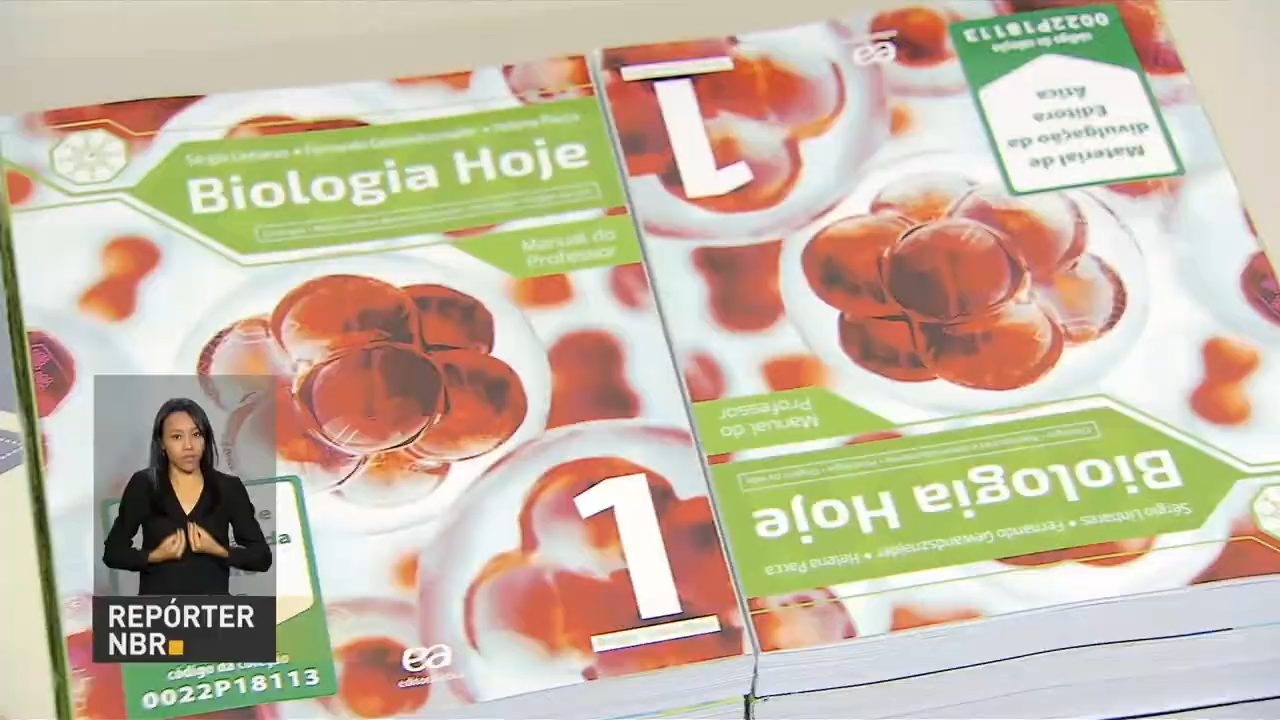 Sérgio Linhares • Fernando Gewandsznajder • Helena Pacca
Biologia Hoje
Manual do
Professor
1
ea
editora ática
código da coleção
0022P18113
REPÓRTER
NBR
1
ea
0022P18113
código da coleção
Material de
divulgação da
Editora
Ática
Manual do
Professor
Biologia Hoje
Sérgio Linhares • Fernando Gewandsznajder • Helena Pacca